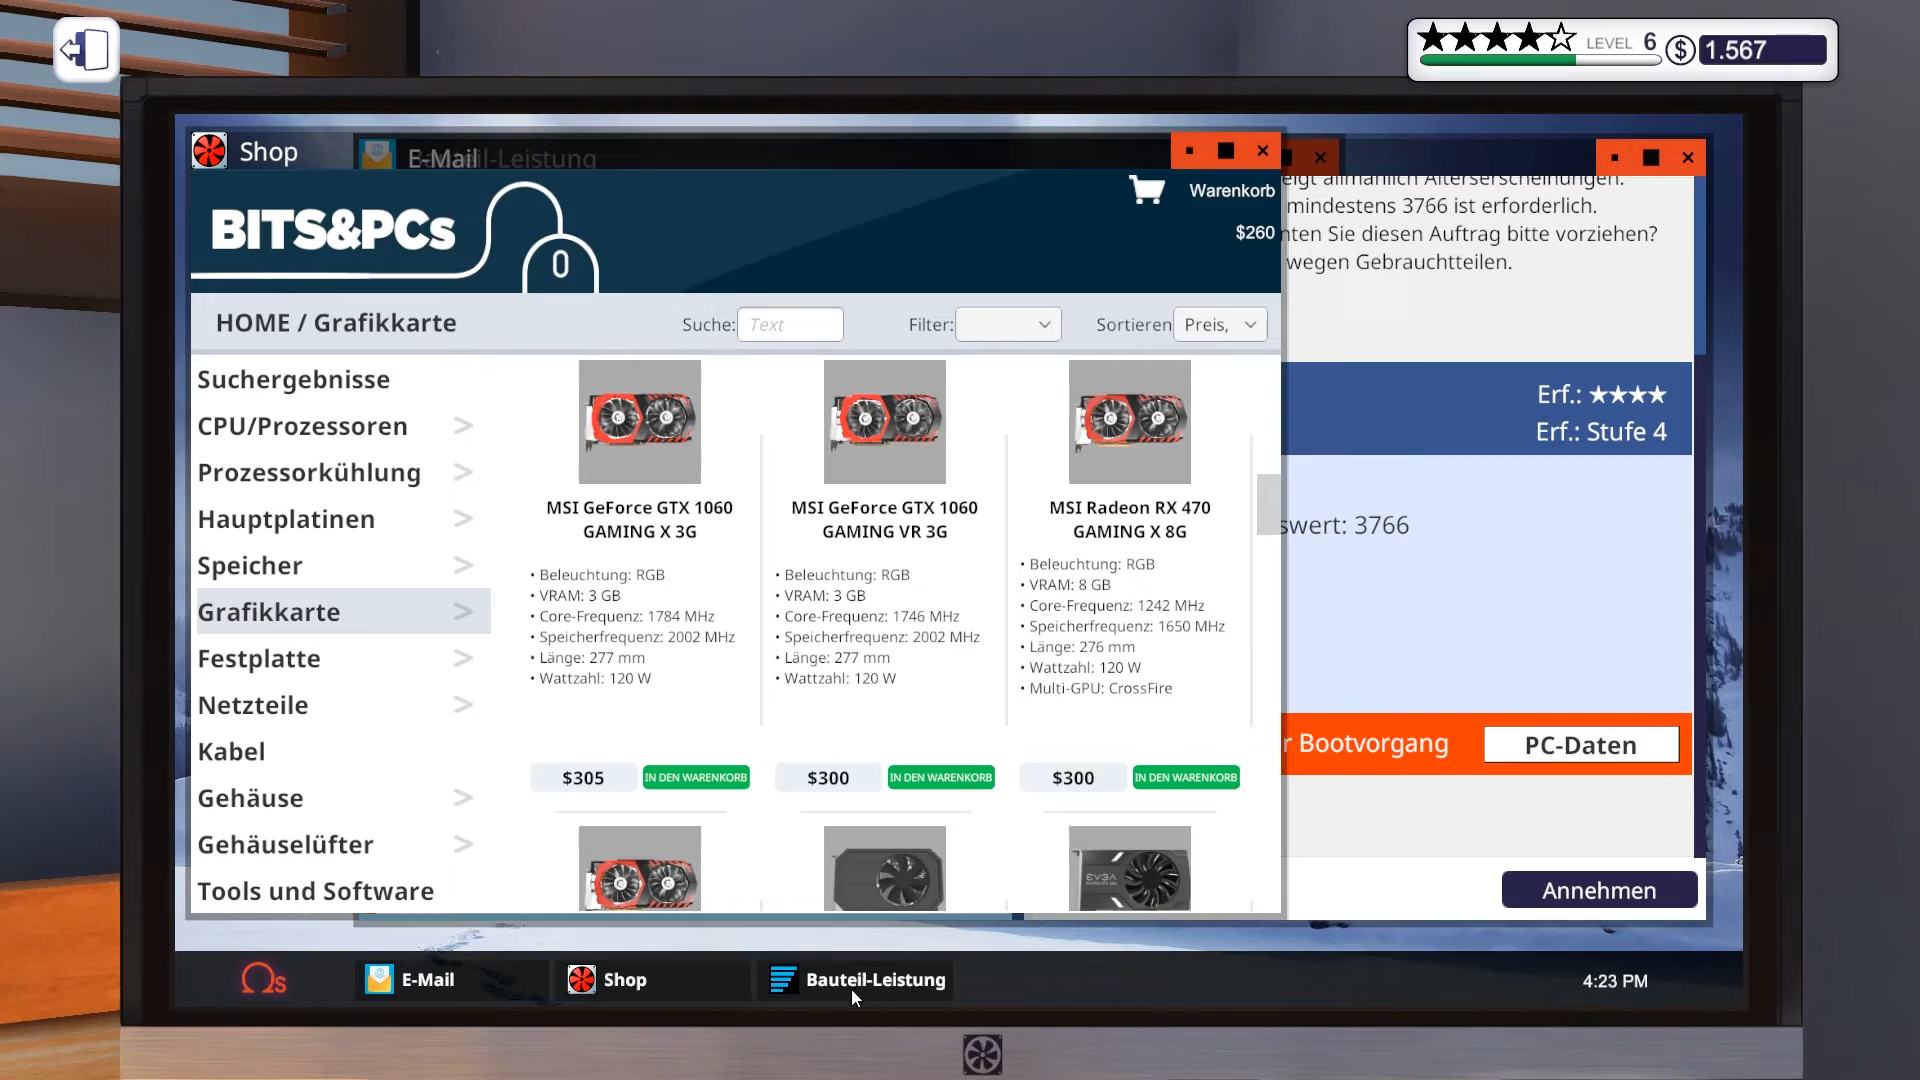 LEVEL 6
$ 1.567
Shop
E-Mail
Bauteil-Leistung
BITS&PCs
Warenkorb
$260
eigt allmählich Alterserscheinungen.
mindestens 3766 ist erforderlich.
nten Sie diesen Auftrag bitte vorziehen?
wegen Gebrauchtteilen.
HOME / Grafikkarte
Suche: Text
Filter:
Sortieren Preis,
Suchergebnisse
CPU/Prozessoren >
Prozessorkühlung >
Hauptplatinen >
Speicher >
Grafikkarte >
Festplatte >
Netzteile >
Kabel
Gehäuse >
Gehäuselüfter >
Tools und Software
MSI GeForce GTX 1060
GAMING X 3G
• Beleuchtung: RGB
• VRAM: 3 GB
• Core-Frequenz: 1784 MHz
• Speicherfrequenz: 2002 MHz
• Länge: 277 mm
• Wattzahl: 120 W
$305 IN DEN WARENKORB
MSI GeForce GTX 1060
GAMING VR 3G
• Beleuchtung: RGB
• VRAM: 3 GB
• Core-Frequenz: 1746 MHz
• Speicherfrequenz: 2002 MHz
• Länge: 277 mm
• Wattzahl: 120 W
$300 IN DEN WARENKORB
MSI Radeon RX 470
GAMING X 8G
• Beleuchtung: RGB
• VRAM: 8 GB
• Core-Frequenz: 1242 MHz
• Speicherfrequenz: 1650 MHz
• Länge: 276 mm
• Wattzahl: 120 W
• Multi-GPU: CrossFire
$300 IN DEN WARENKORB
EVGA
Erf.: ★★★★
Erf.: Stufe 4
swert: 3766
r Bootvorgang
PC-Daten
Annehmen
Ωs
E-Mail
Shop
Bauteil-Leistung
4:23 PM